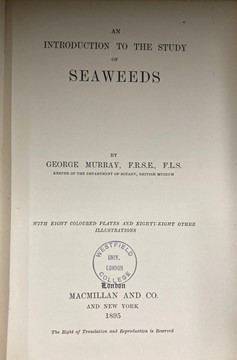 AN
INTRODUCTION TO THE STUDY
OF
SEAWEEDS
BY
GEORGE MURRAY, F.R.S.E., F.L.S.
KEEPER OF THE DEPARTMENT OF BOTANY, BRITISH MUSEUM
WITH EIGHT COLOURED PLATES AND EIGHTY-EIGHT OTHER
ILLUSTRATIONS
WESTFIELD
UNIV.
LONDON
COLLEGE
London
MACMILLAN AND CO.
AND NEW YORK
1895
The Right of Translation and Reproduction is Reserved